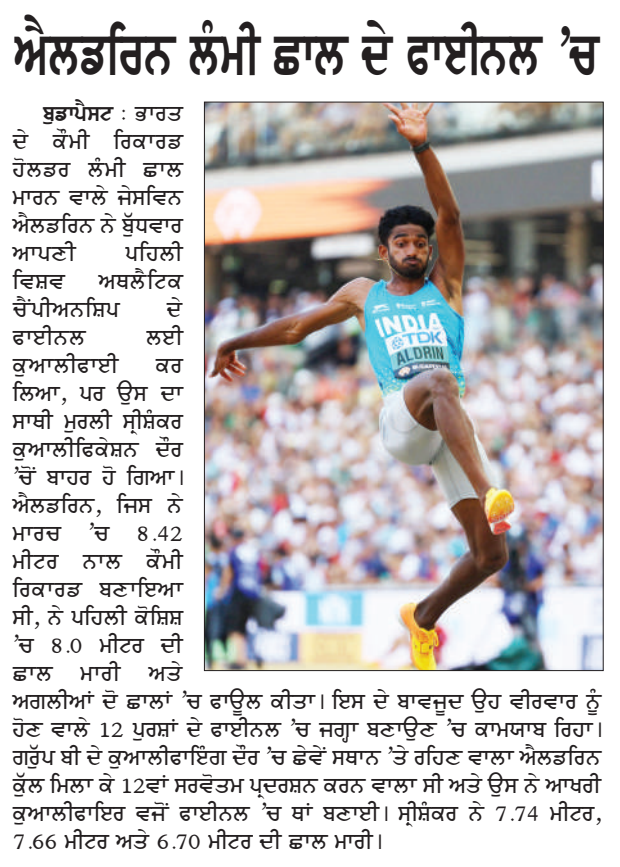 ਐਲਡਰਿਨ ਲੰਮੀ ਛਾਲ ਦੇ ਫਾਈਨਲ 'ਚ
ਬੁਡਾਪੈਸਟ : ਭਾਰਤ
ਦੇ ਕੌਮੀ ਰਿਕਾਰਡ
ਹੋਲਡਰ ਲੰਮੀ ਛਾਲ
ਮਾਰਨ ਵਾਲੇ ਜੇਸਵਿਨ
ਐਲਡਰਿਨ ਨੇ ਬੁੱਧਵਾਰ
ਆਪਣੀ ਪਹਿਲੀ
ਵਿਸ਼ਵ ਅਥਲੈਟਿਕ
ਚੈਂਪੀਅਨਸ਼ਿਪ ਦੇ
ਫਾਈਨਲ ਲਈ
ਕੁਆਲੀਫਾਈ ਕਰ
ਲਿਆ, ਪਰ ਉਸ ਦਾ
ਸਾਥੀ ਮੁਰਲੀ ਸ੍ਰੀਸ਼ੰਕਰ
ਕੁਆਲੀਫਿਕੇਸ਼ਨ ਦੌਰ
'ਚੋਂ ਬਾਹਰ ਹੋ ਗਿਆ।
ਐਲਡਰਿਨ, ਜਿਸ ਨੇ
ਮਾਰਚ 'ਚ 8.42
ਮੀਟਰ ਨਾਲ ਕੌਮੀ
ਰਿਕਾਰਡ ਬਣਾਇਆ
ਸੀ, ਨੇ ਪਹਿਲੀ ਕੋਸ਼ਿਸ਼
'ਚ 8.0 ਮੀਟਰ ਦੀ
ਛਾਲ ਮਾਰੀ ਅਤੇ
ਅਗਲੀਆਂ ਦੋ ਛਾਲਾਂ 'ਚ ਫਾਊਲ ਕੀਤਾ। ਇਸ ਦੇ ਬਾਵਜੂਦ ਉਹ ਵੀਰਵਾਰ ਨੂੰ
ਹੋਣ ਵਾਲੇ 12 ਪੁਰਸ਼ਾਂ ਦੇ ਫਾਈਨਲ 'ਚ ਜਗ੍ਹਾ ਬਣਾਉਣ 'ਚ ਕਾਮਯਾਬ ਰਿਹਾ।
ਗਰੁੱਪ ਬੀ ਦੇ ਕੁਆਲੀਫਾਇੰਗ ਦੌਰ 'ਚ ਛੇਵੇਂ ਸਥਾਨ 'ਤੇ ਰਹਿਣ ਵਾਲਾ ਐਲਡਰਿਨ
ਕੁੱਲ ਮਿਲਾ ਕੇ 12ਵਾਂ ਸਰਵੋਤਮ ਪ੍ਰਦਰਸ਼ਨ ਕਰਨ ਵਾਲਾ ਸੀ ਅਤੇ ਉਸ ਨੇ ਆਖਰੀ
ਕੁਆਲੀਫਾਇਰ ਵਜੋਂ ਫਾਈਨਲ 'ਚ ਥਾਂ ਬਣਾਈ। ਸ੍ਰੀਸ਼ੰਕਰ ਨੇ 7.74 ਮੀਟਰ,
7.66 ਮੀਟਰ ਅਤੇ 6.70 ਮੀਟਰ ਦੀ ਛਾਲ ਮਾਰੀ।
INDIA
TDK
ALDRIN